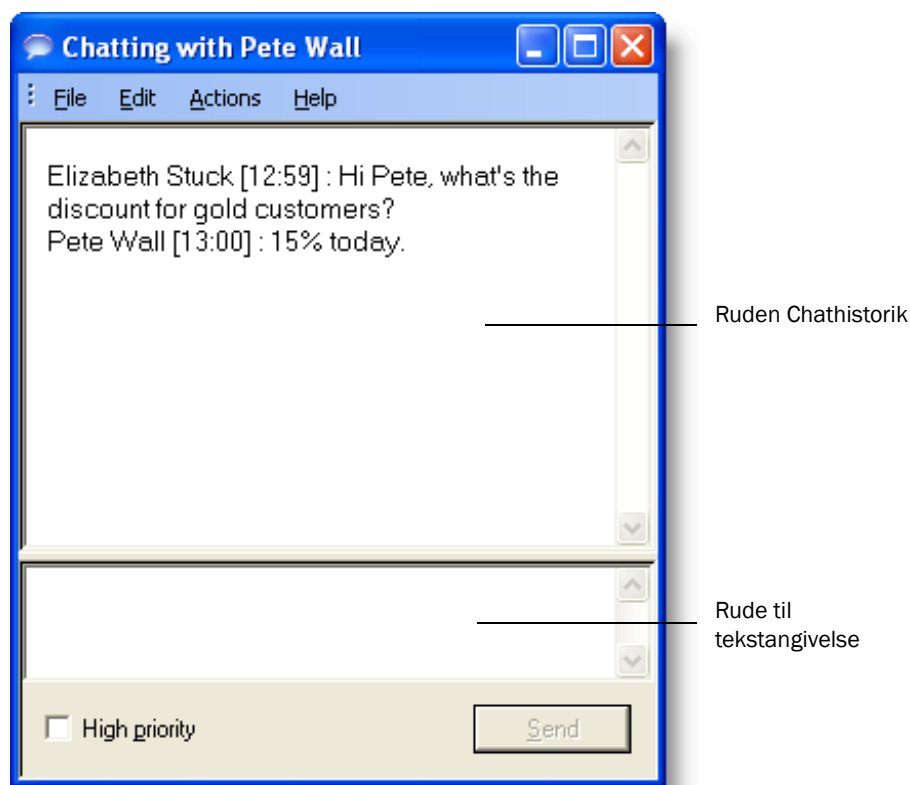 Chatting with Pete Wall
File Edit Actions Help
Elizabeth Stuck [12:59] : Hi Pete, what's the
discount for gold customers?
Pete Wall [13:00] : 15% today.
Ruden Chathistorik
Rude til
tekstangivelse
High priority
Send